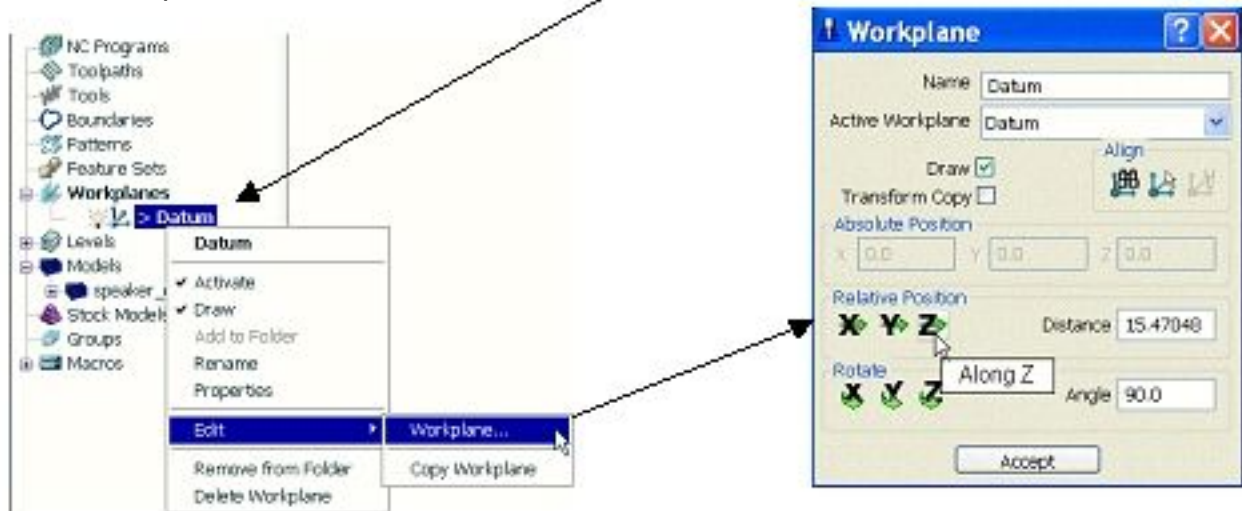 NC Programs
Toolpaths
Tools
Boundaries
Patterns
Feature Sets
Workplanes
> Datum
Levels
Models
speaker_
Stock Models
Groups
Macros
Datum
Activate
Draw
Add to Folder
Rename
Properties
Edit
Remove from Folder
Delete Workplane
Workplane...
Copy Workplane
Workplane
Name Datum
Active Workplane Datum
Draw
Transform Copy
Align
Absolute Position
X 0.0 Y 0.0 Z 0.0
Relative Position
X Y Z Distance 15.47048
Along Z
Rotate
X Y Z Angle 90.0
Accept